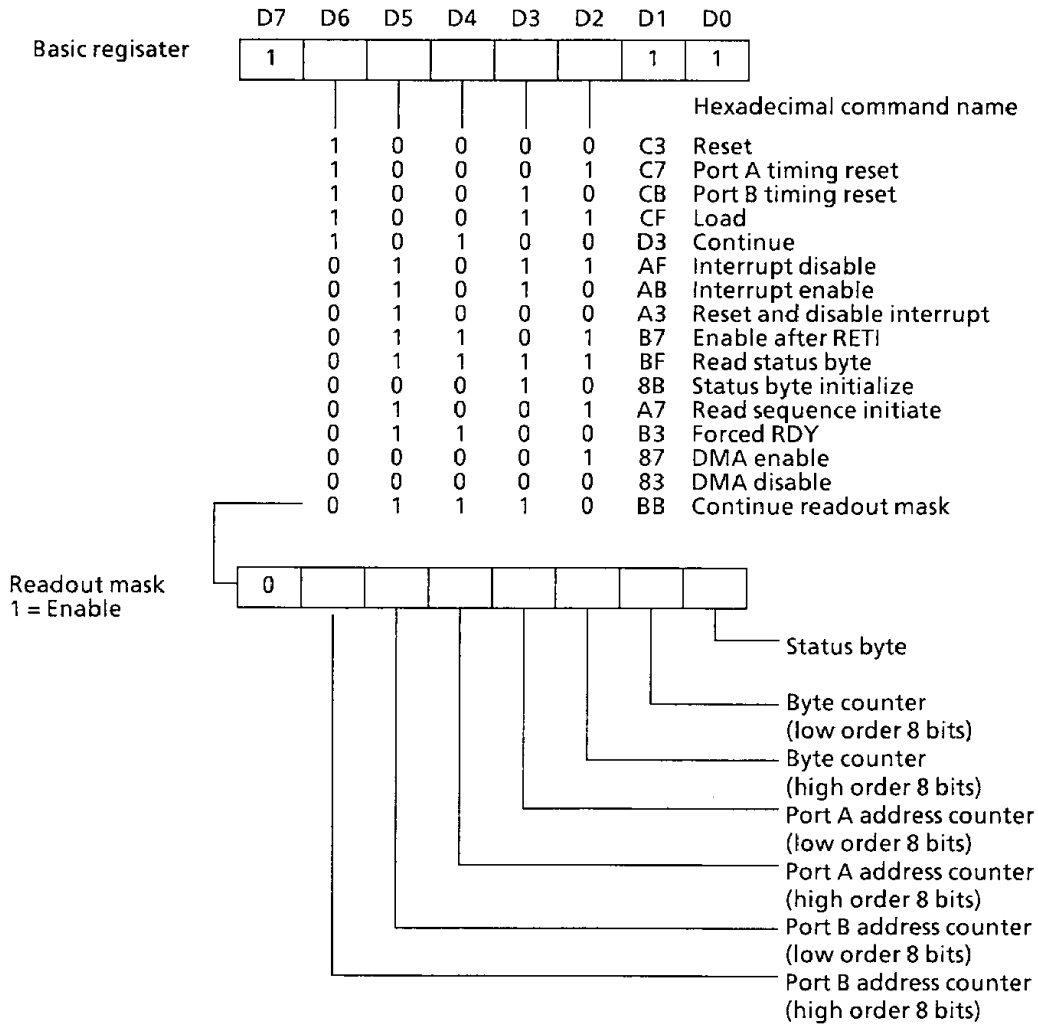 D7 D6 D5 D4 D3 D2 D1 D0
Basic regisater 1 1 1
Hexadecimal command name
1 0 0 0 0 C3 Reset
1 0 0 0 1 C7 Port A timing reset
1 0 0 1 0 CB Port B timing reset
1 0 0 1 1 CF Load
1 0 1 0 0 D3 Continue
0 1 0 1 1 AF Interrupt disable
0 1 0 1 0 AB Interrupt enable
0 1 0 0 0 A3 Reset and disable interrupt
0 1 1 0 1 B7 Enable after RETI
0 1 1 1 1 BF Read status byte
0 0 0 1 0 8B Status byte initialize
0 1 0 0 1 A7 Read sequence initiate
0 1 1 0 0 B3 Forced RDY
0 0 0 0 1 87 DMA enable
0 0 0 0 0 83 DMA disable
0 1 1 1 0 BB Continue readout mask
Readout mask 0
1 = Enable
Status byte
Byte counter
(low order 8 bits)
Byte counter
(high order 8 bits)
Port A address counter
(low order 8 bits)
Port A address counter
(high order 8 bits)
Port B address counter
(low order 8 bits)
Port B address counter
(high order 8 bits)